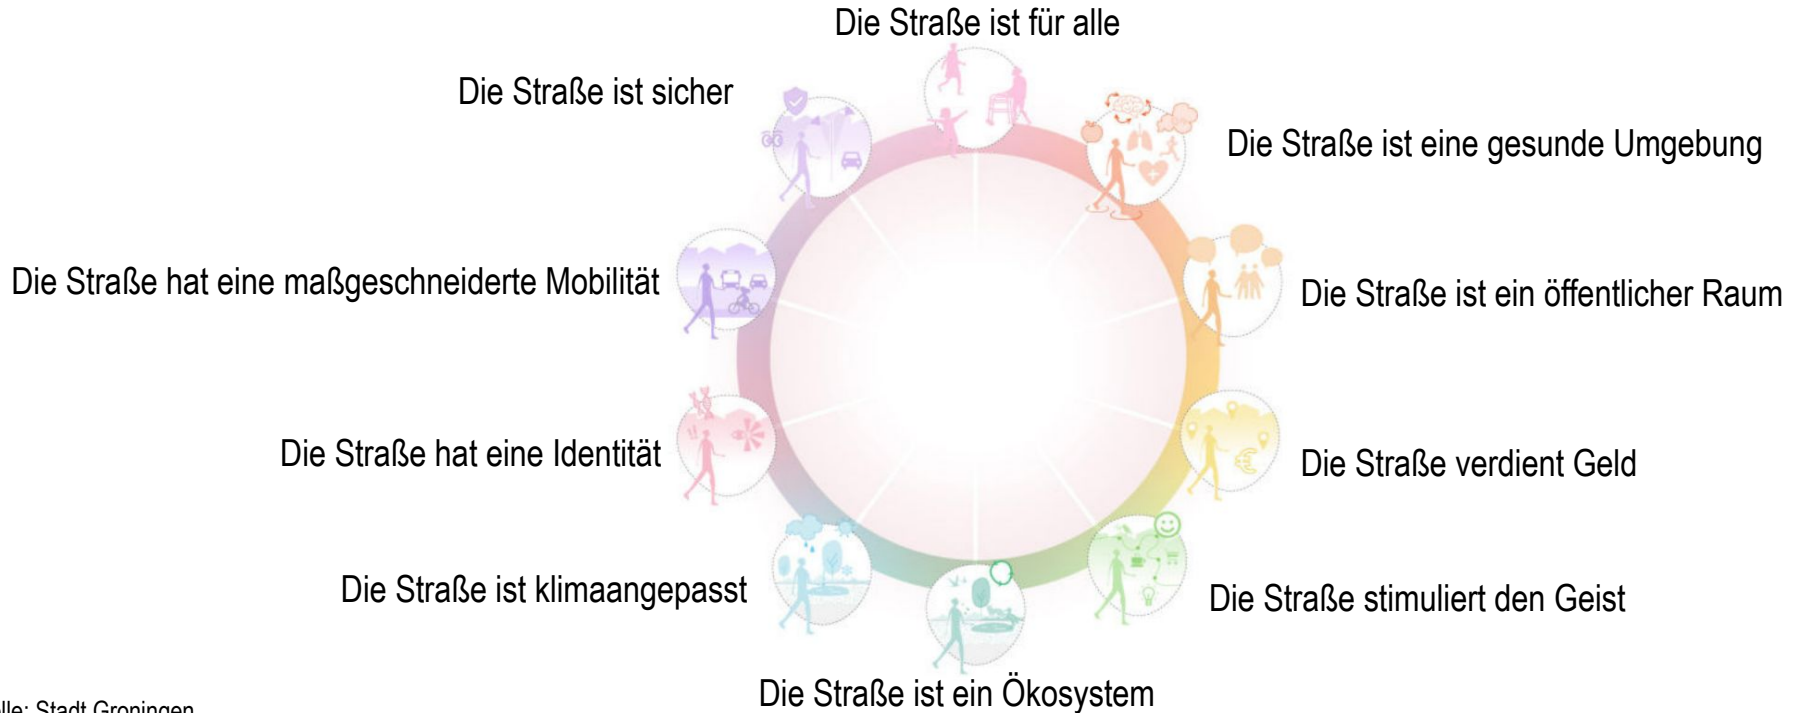 Die Straße ist für alle
Die Straße ist sicher
Die Straße ist eine gesunde Umgebung
Die Straße hat eine maßgeschneiderte Mobilität
Die Straße ist ein öffentlicher Raum
Die Straße hat eine Identität
Die Straße verdient Geld
Die Straße ist klimaangepasst
Die Straße stimuliert den Geist
Die Straße ist ein Ökosystem
Stadt Groningen